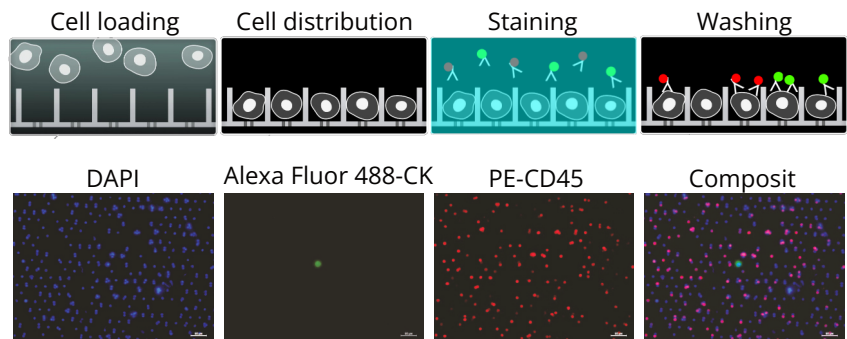 Cell loading
Cell distribution
Staining
Washing
DAPI
Alexa Fluor 488-CK
PE-CD45
Composit